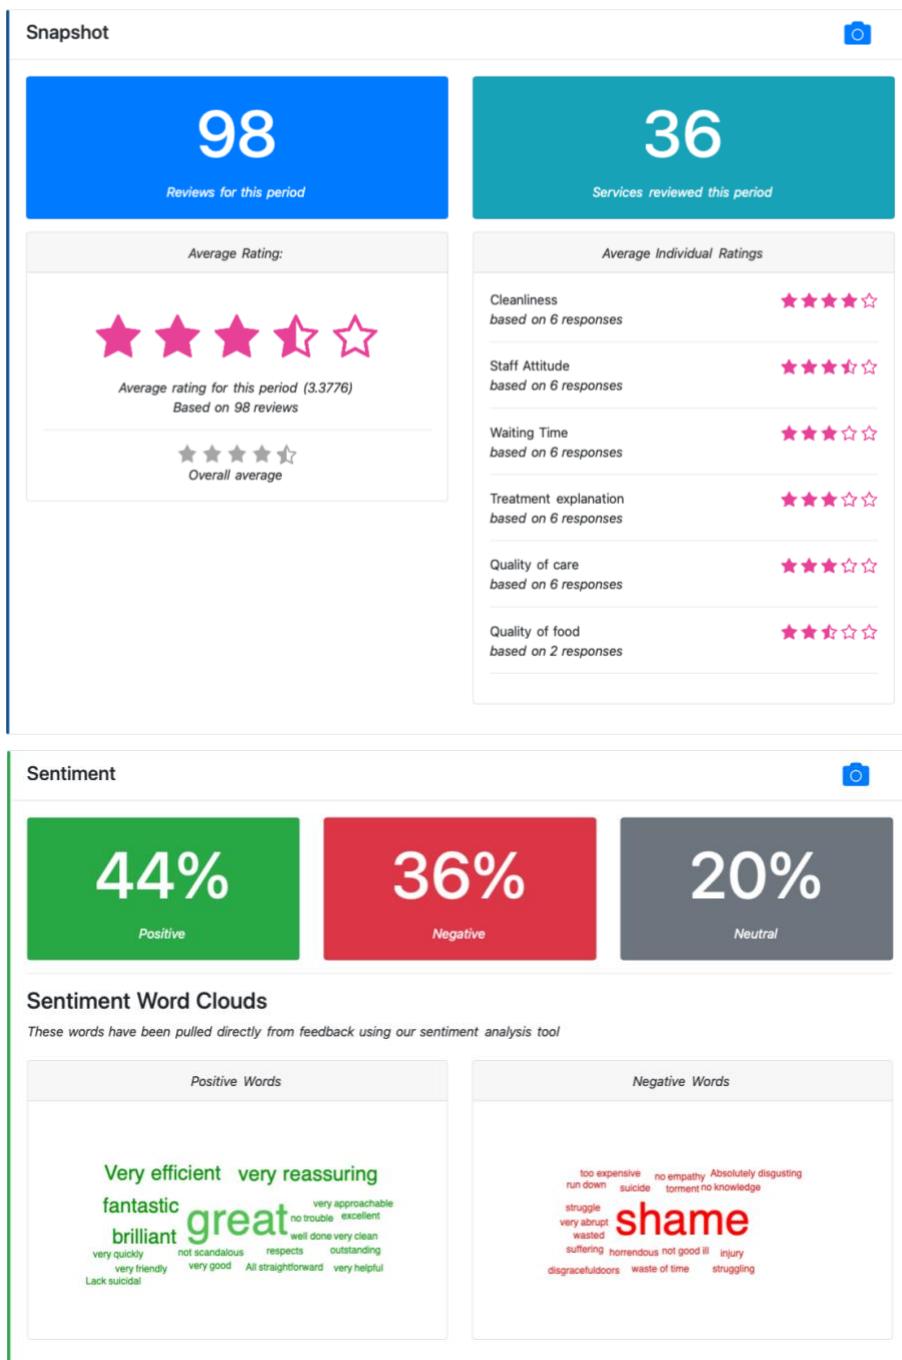 Snapshot
98
Reviews for this period
36
Services reviewed this period
Average Rating:
Average rating for this period (3.3776)
Based on 98 reviews
Overall average
Average Individual Ratings
Cleanliness
based on 6 responses
Staff Attitude
based on 6 responses
Waiting Time
based on 6 responses
Treatment explanation
based on 6 responses
Quality of care
based on 6 responses
Quality of food
based on 2 responses
Sentiment
44%
Positive
36%
Negative
20%
Neutral
Sentiment Word Clouds
These words have been pulled directly from feedback using our sentiment analysis tool
Positive Words
Very efficient very reassuring
fantastic great very approachable
no trouble excellent
brilliant well done very clean
very quickly not scandalous respects outstanding
very friendly very good All straightforward very helpful
Lack suicidal
Negative Words
too expensive no empathy Absolutely disgusting
run down suicide torment no knowledge
struggle
very abrupt shame
wasted
suffering horrendous not good ill injury
disgracefuldoors waste of time struggling